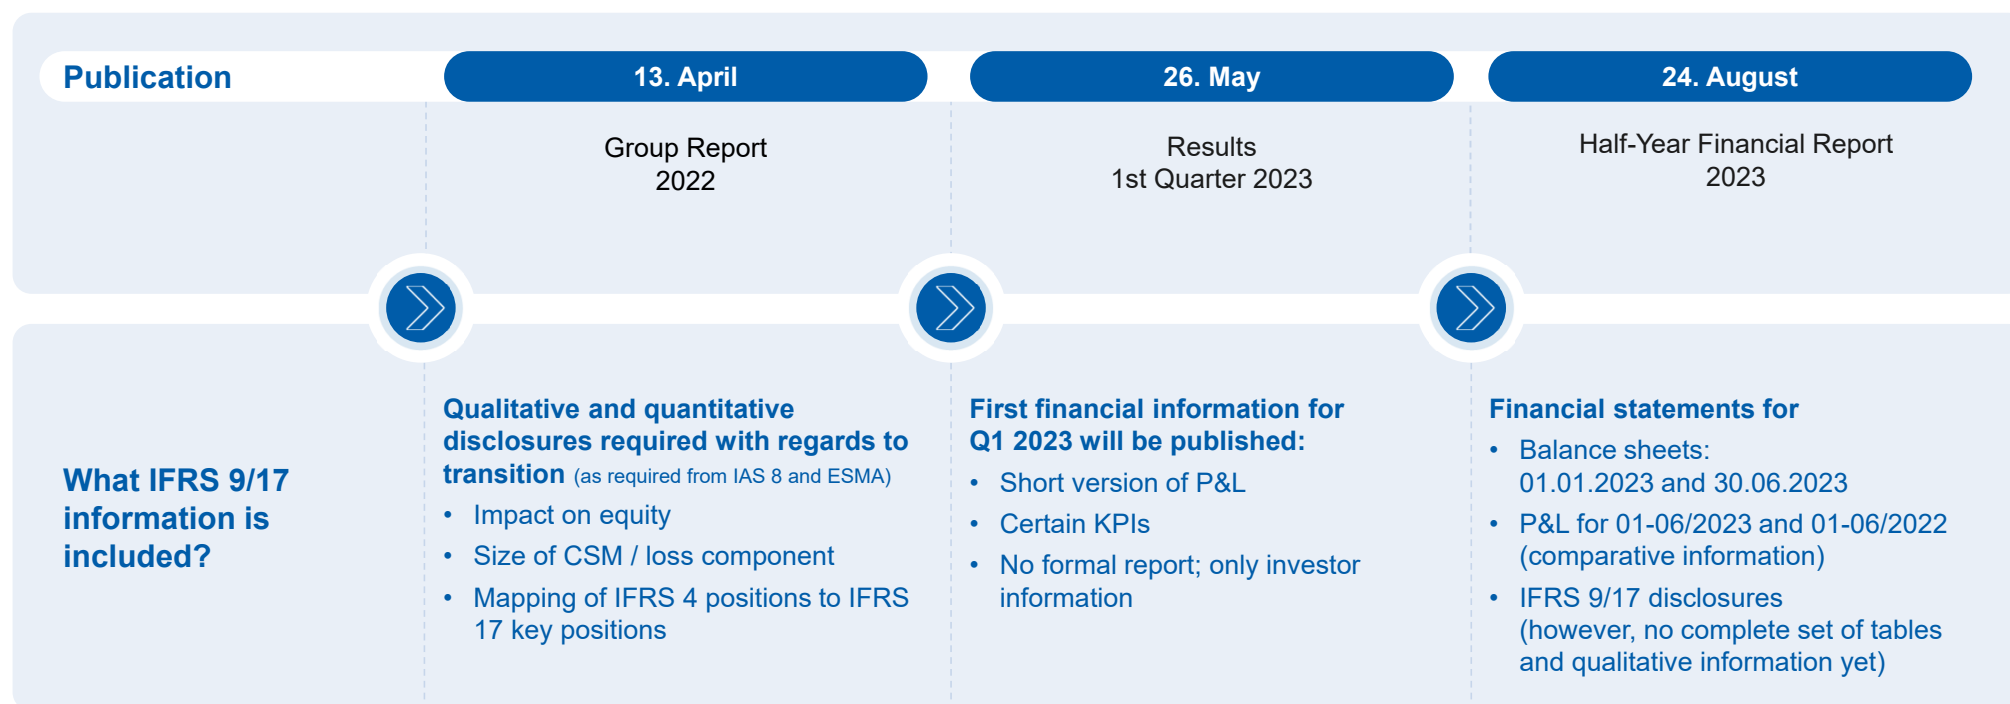 Publication
13. April
26. May
24. August
Group Report
2022
Results
1st Quarter 2023
Half-Year Financial Report
2023
What IFRS 9/17
information is
included?
Qualitative and quantitative
disclosures required with regards to
transition (as required from IAS 8 and ESMA)
• Impact on equity
• Size of CSM / loss component
• Mapping of IFRS 4 positions to IFRS
17 key positions
First financial information for
Q1 2023 will be published:
• Short version of P&L
• Certain KPIs
• No formal report; only investor
information
Financial statements for
• Balance sheets:
01.01.2023 and 30.06.2023
• P&L for 01-06/2023 and 01-06/2022
(comparative information)
• IFRS 9/17 disclosures
(however, no complete set of tables
and qualitative information yet)